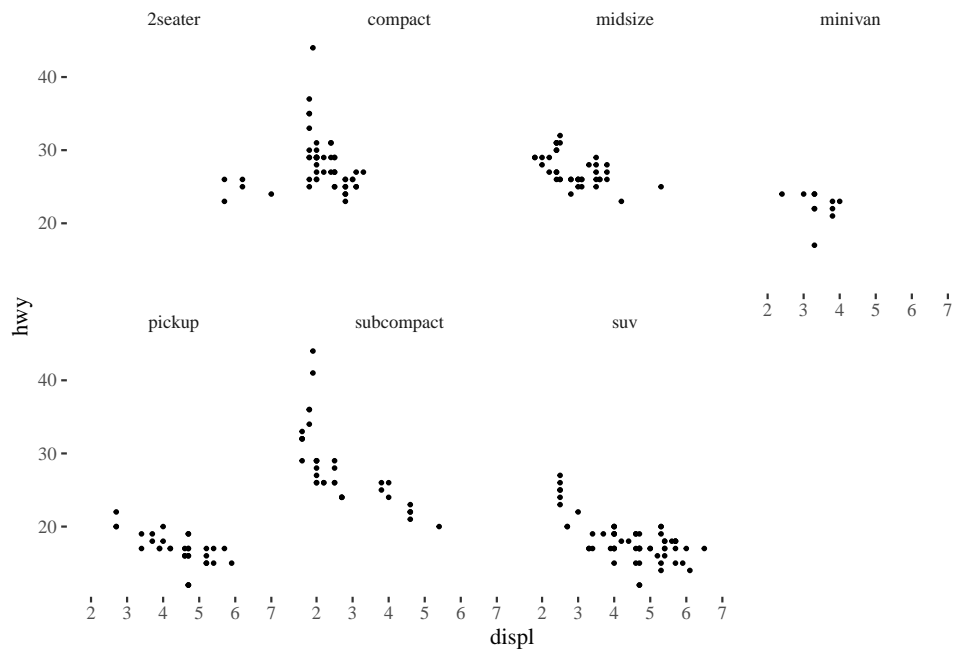 2seater compact midsize minivan
40
30
20
2 3 4 5 6 7
hwy
pickup subcompact suv
40
30
20
2 3 4 5 6 7 2 3 4 5 6 7 2 3 4 5 6 7
displ